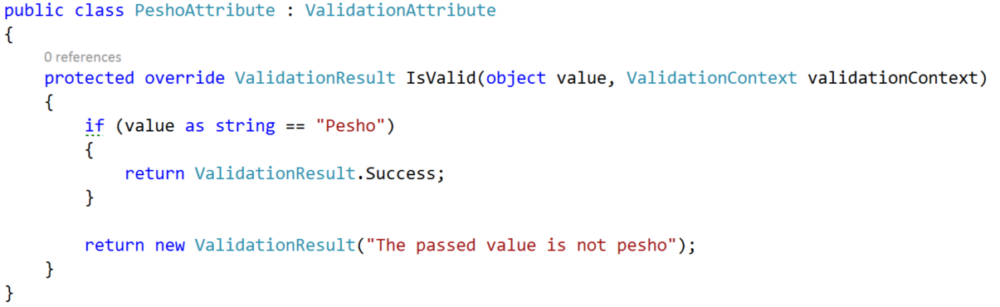 public class PeshoAttribute : ValidationAttribute
{
0 references
protected override ValidationResult IsValid(object value, ValidationContext validationContext)
{
if (value as string == "Pesho")
{
return ValidationResult.Success;
}
return new ValidationResult("The passed value is not pesho");
}
}